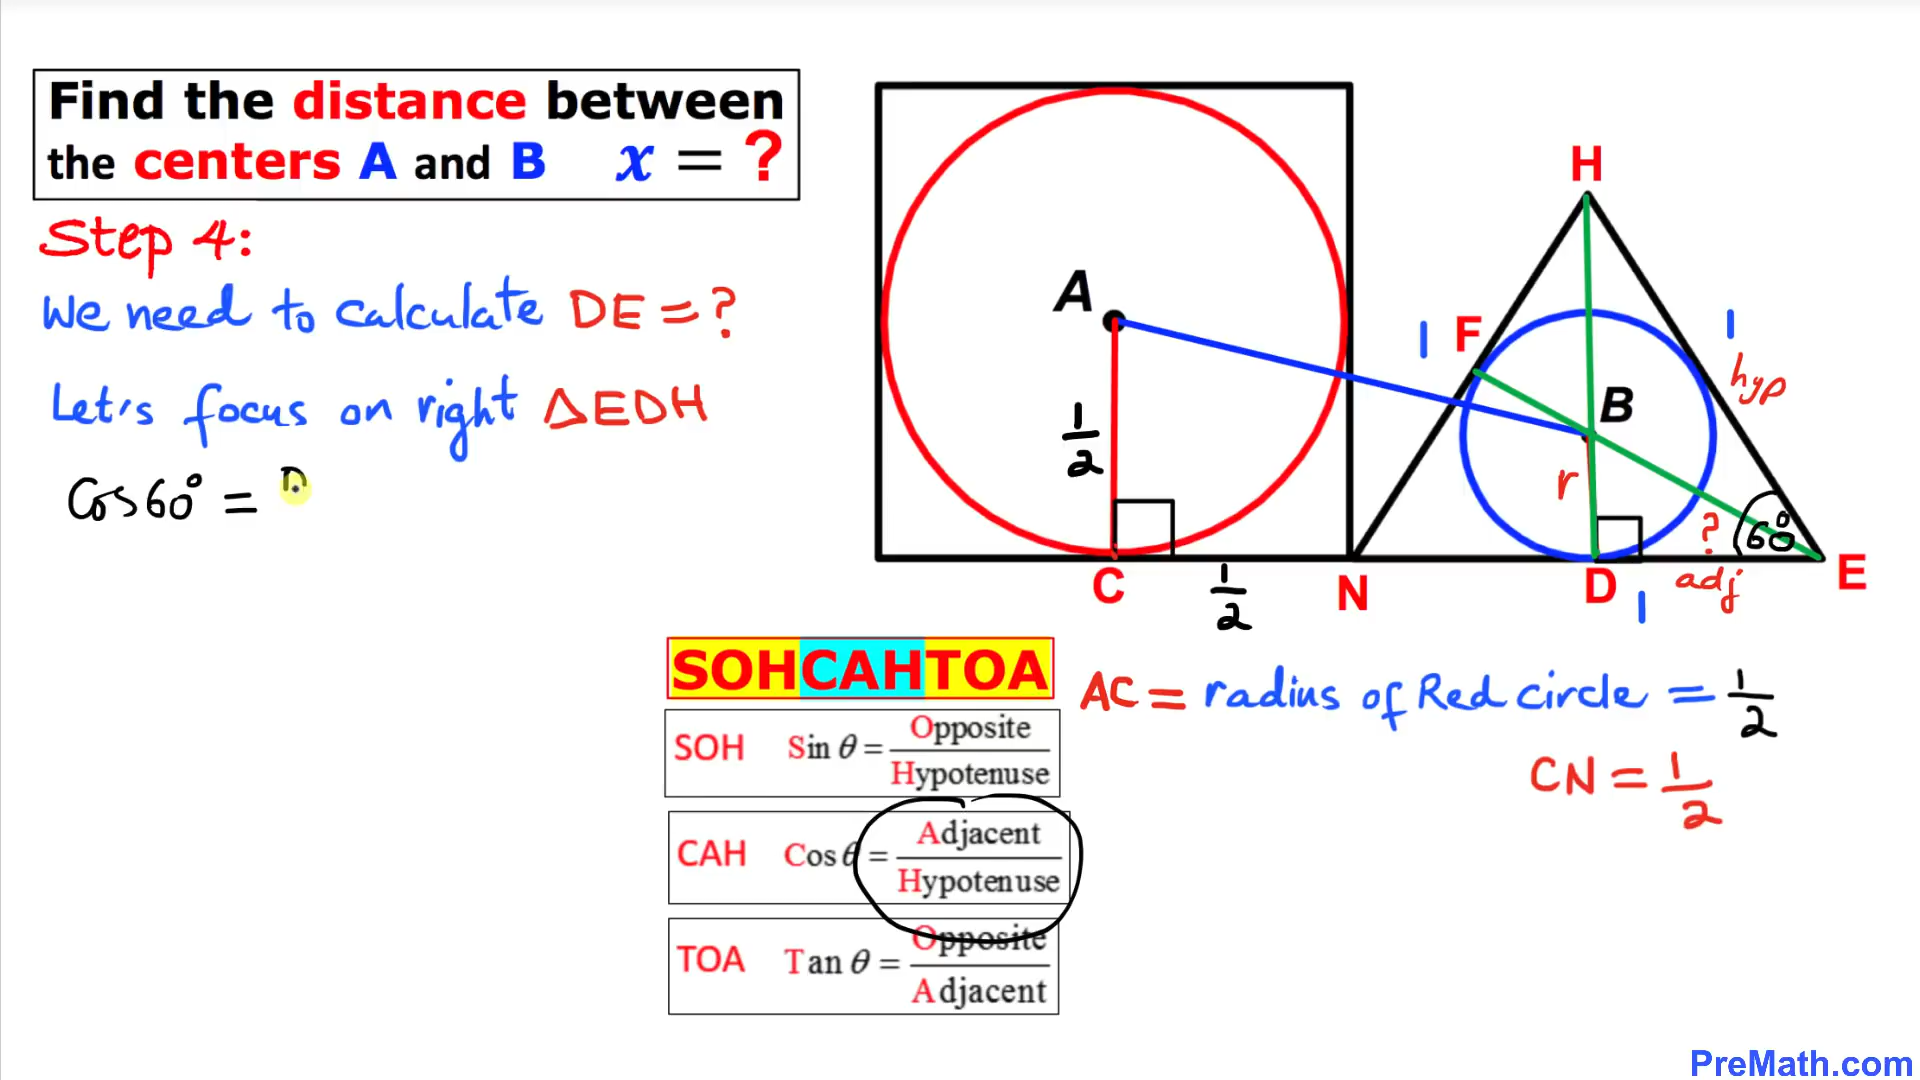 Find the distance between
the centers A and B x = ?
Step 4:
We need to calculate DE = ?
Let's focus on right ΔEDH
Cos60° = D
A
1/2
C
1/2
N
H
1
F
1
hyp
B
r
?
60°
D
adj
E
1
SOHCAHTOA
SOH Sin θ = Opposite/Hypotenuse
CAH Cos θ = Adjacent/Hypotenuse
TOA Tan θ = Opposite/Adjacent
AC = radius of Red circle = 1/2
CN = 1/2
PreMath.com